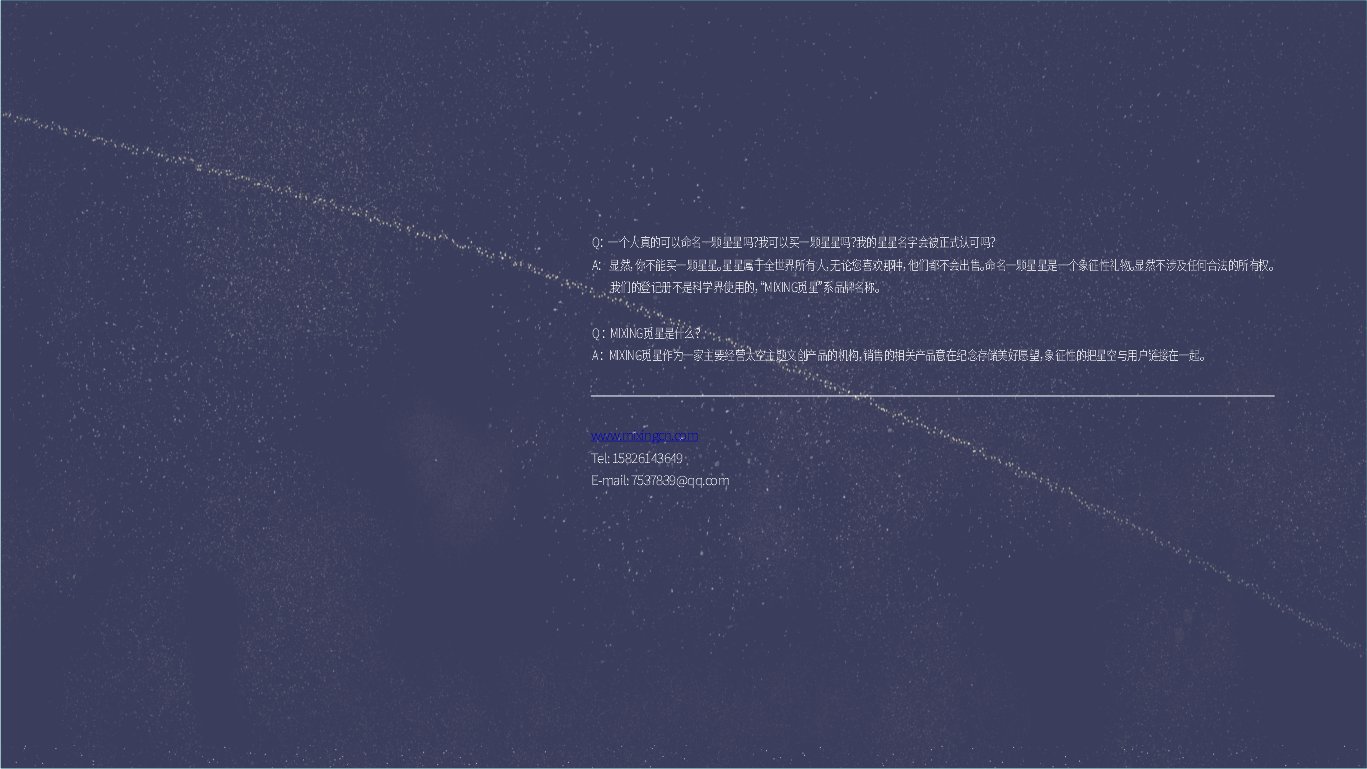 Q: 一个人真的可以命名一颗星星吗?我可以买一颗星星吗?我的星星名字会被正式认可吗?
A: 显然,你不能买一颗星星。星星属于全世界所有人,无论您喜欢那种,他们都不会出售。命名一颗星星是一个象征性礼物。显然不涉及任何合法的所有权。
我们的登记册不是科学界使用的,“MIXING觅星”系品牌名称。
Q: MIXING觅星是什么?
A: MIXING觅星作为一家主要经营太空主题文创产品的机构,销售的相关产品意在纪念存储美好愿望,象征性的把星空与用户链接在一起。
www.mixingcn.com
Tel: 15826143649
E-mail: 7537839@qq.com